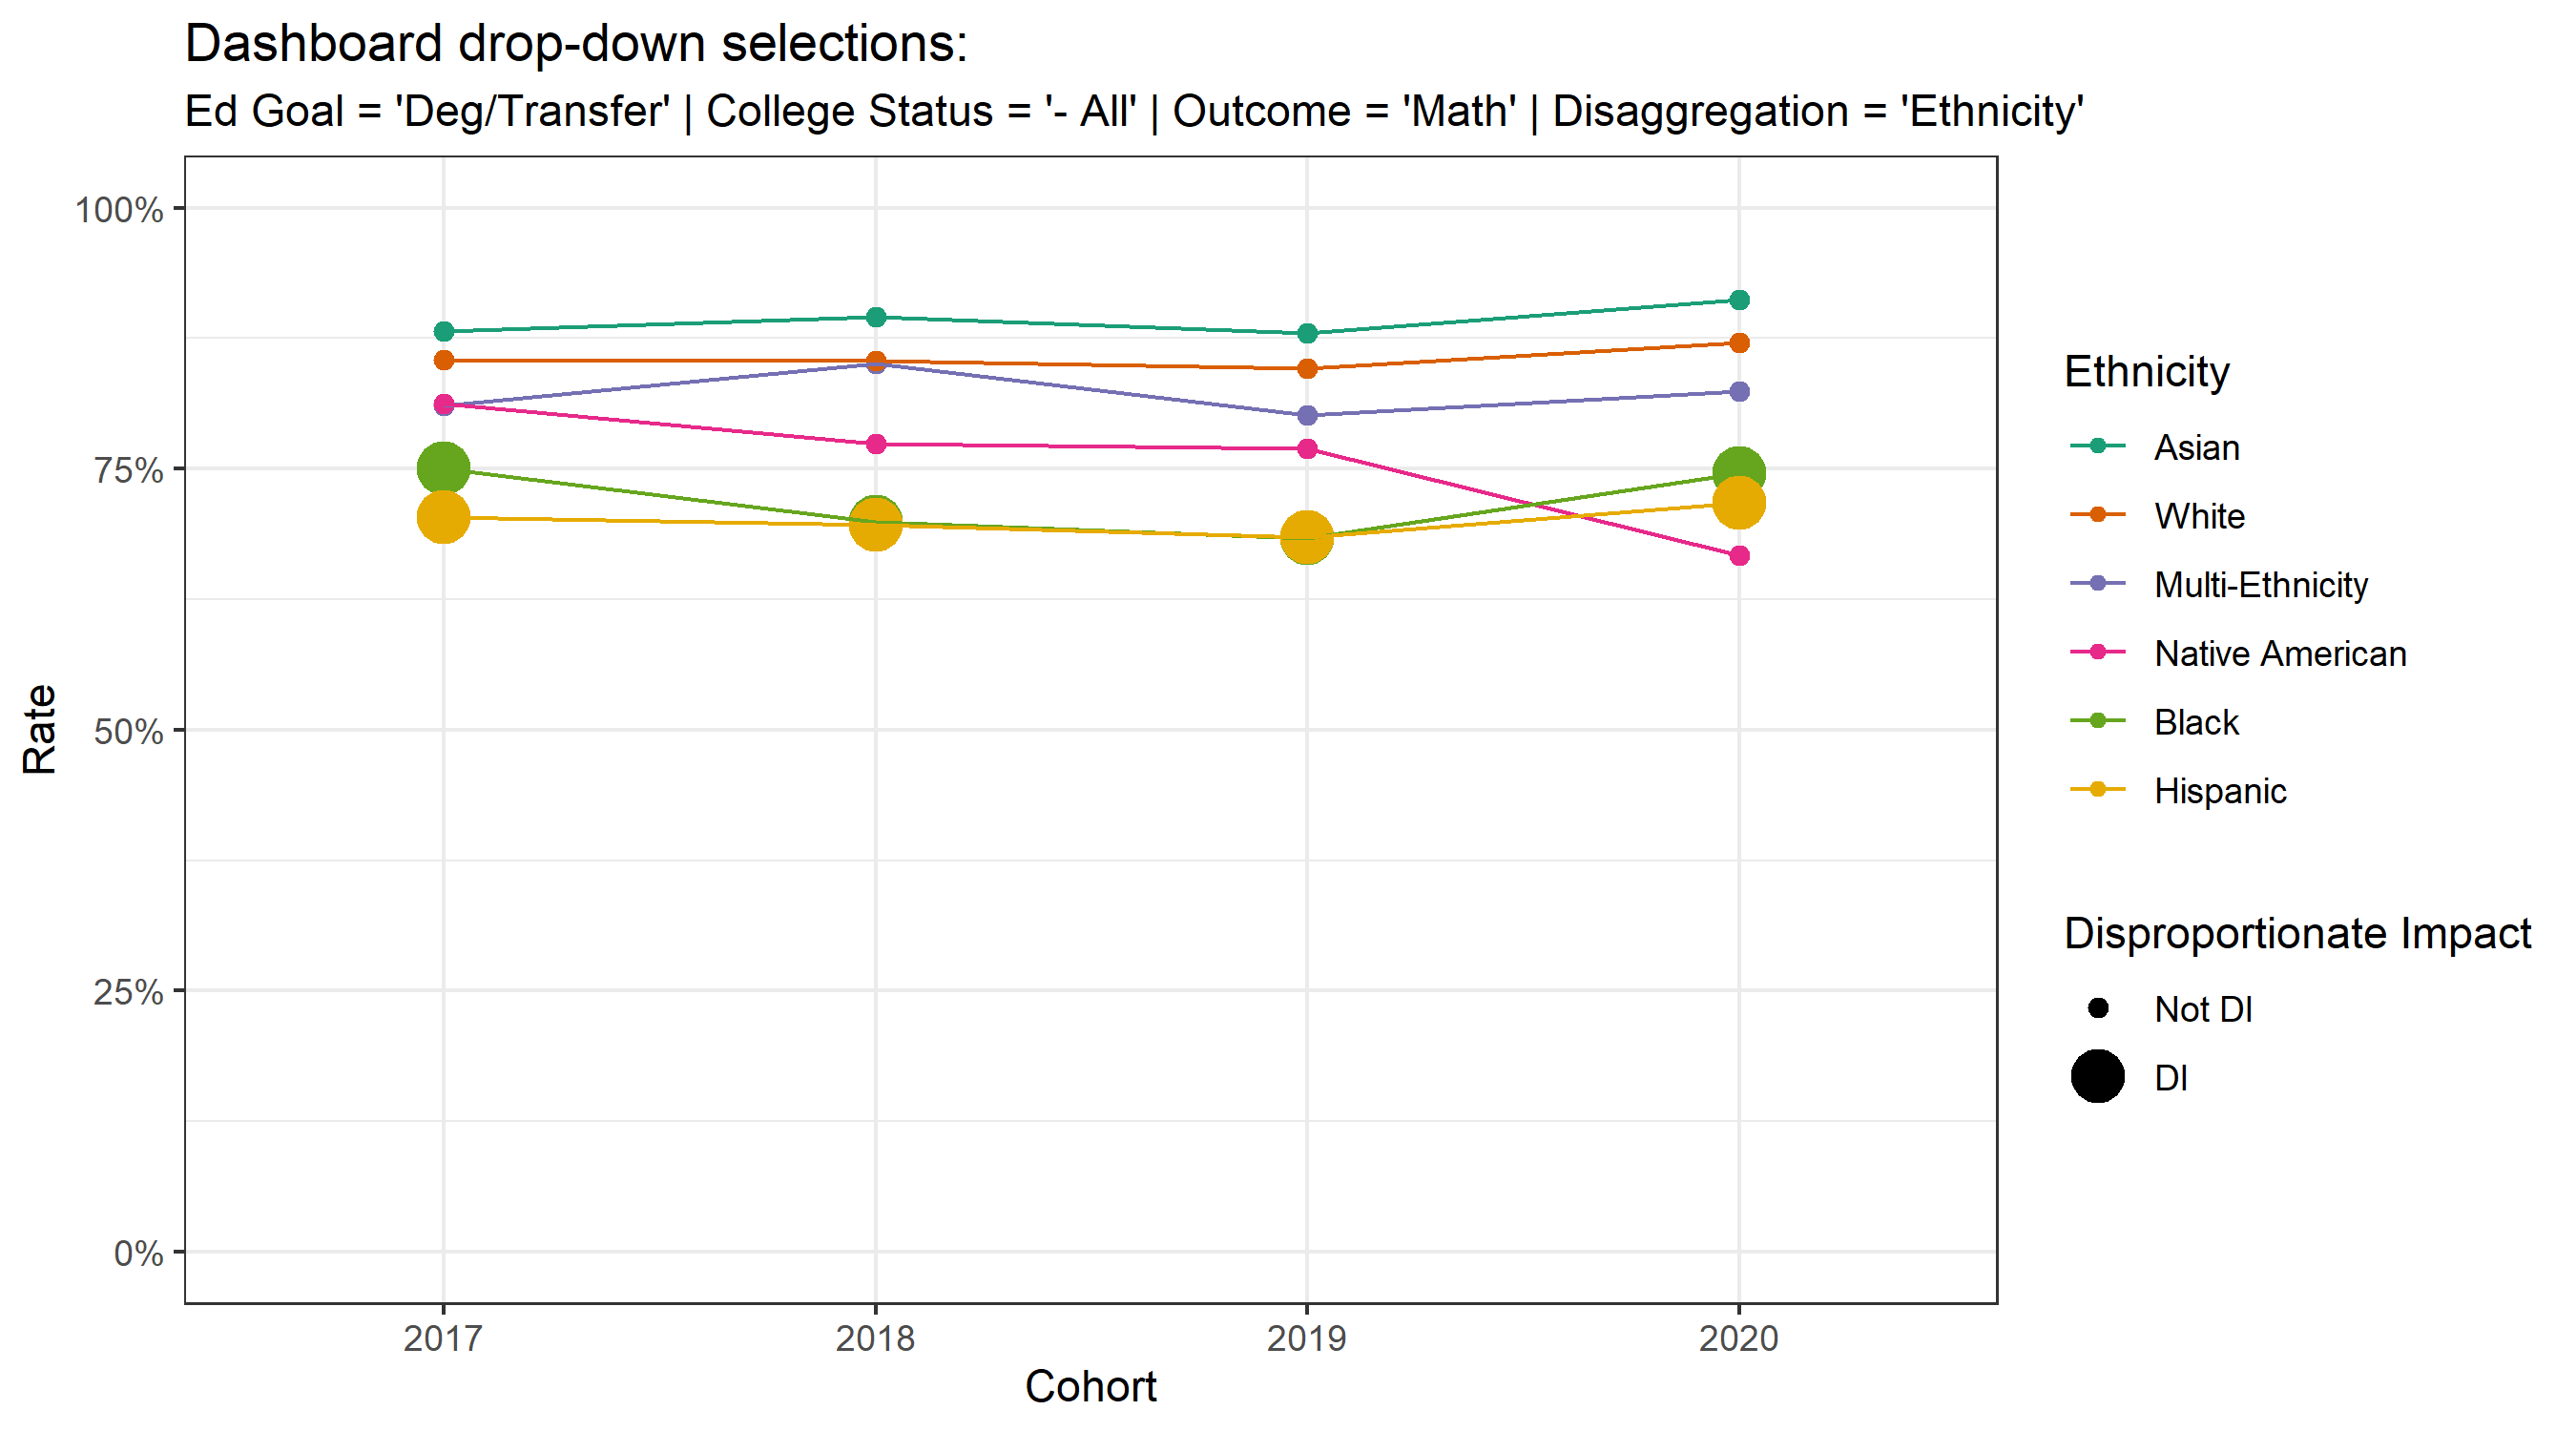 Dashboard drop-down selections:
Ed Goal = 'Deg/Transfer' | College Status = '- All' | Outcome = 'Math' | Disaggregation = 'Ethnicity'
100%
75%
50%
25%
0%
Rate
2017 2018 2019 2020
Cohort
Ethnicity
Asian
White
Multi-Ethnicity
Native American
Black
Hispanic
Disproportionate Impact
Not DI
DI